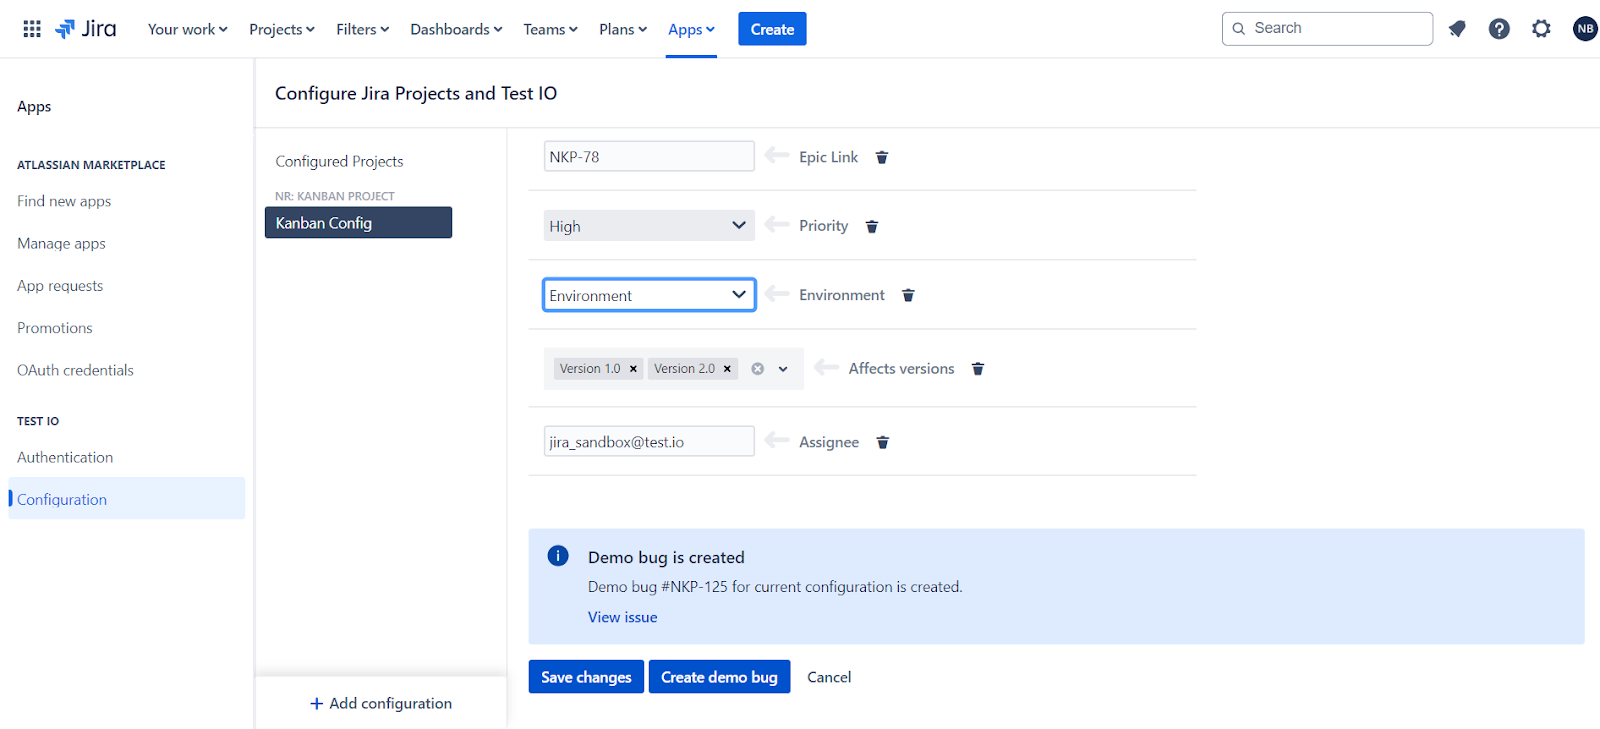 Jira Your work Projects Filters Dashboards Teams Plans Apps Create Search NB
Apps
ATLASSIAN MARKETPLACE
Find new apps
Manage apps
App requests
Promotions
OAuth credentials
TEST IO
Authentication
Configuration
Configure Jira Projects and Test IO
Configured Projects
NR: KANBAN PROJECT
Kanban Config
+ Add configuration
NKP-78 Epic Link
High Priority
Environment Environment
Version 1.0 × Version 2.0 × Affects versions
jira_sandbox@test.io Assignee
Demo bug is created
Demo bug #NKP-125 for current configuration is created.
View issue
Save changes Create demo bug Cancel